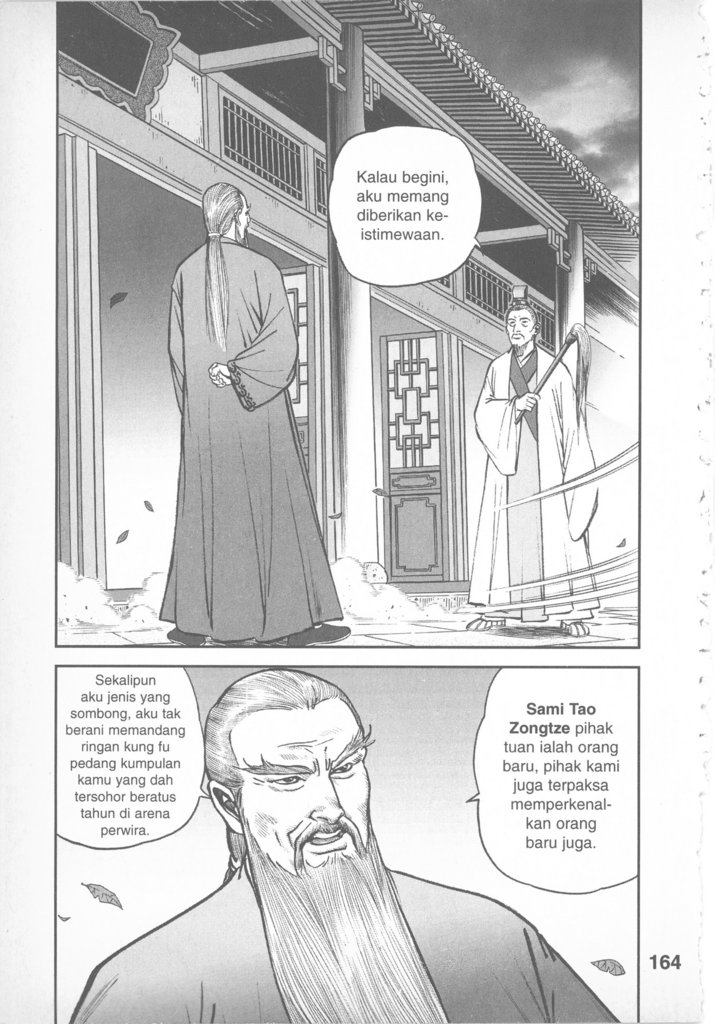 Kalau begini,
aku memang
diberikan ke-
istimewaan.
Sekalipun
aku jenis yang
sombong, aku tak
berani memandang
ringan kung fu
pedang kumpulan
kamu yang dah
tersohor beratus
tahun di arena
perwira.
Sami Tao
Zongtze pihak
tuan ialah orang
baru, pihak kami
juga terpaksa
memperkenal-
kan orang
baru juga.
164